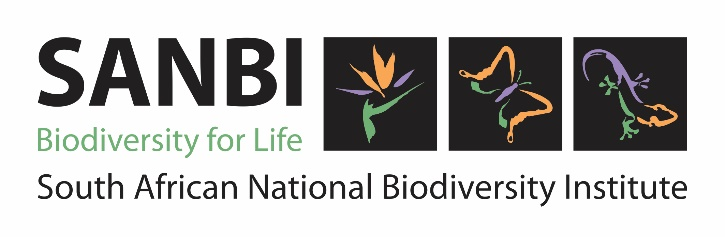 SANBI
Biodiversity for Life
South African National Biodiversity Institute